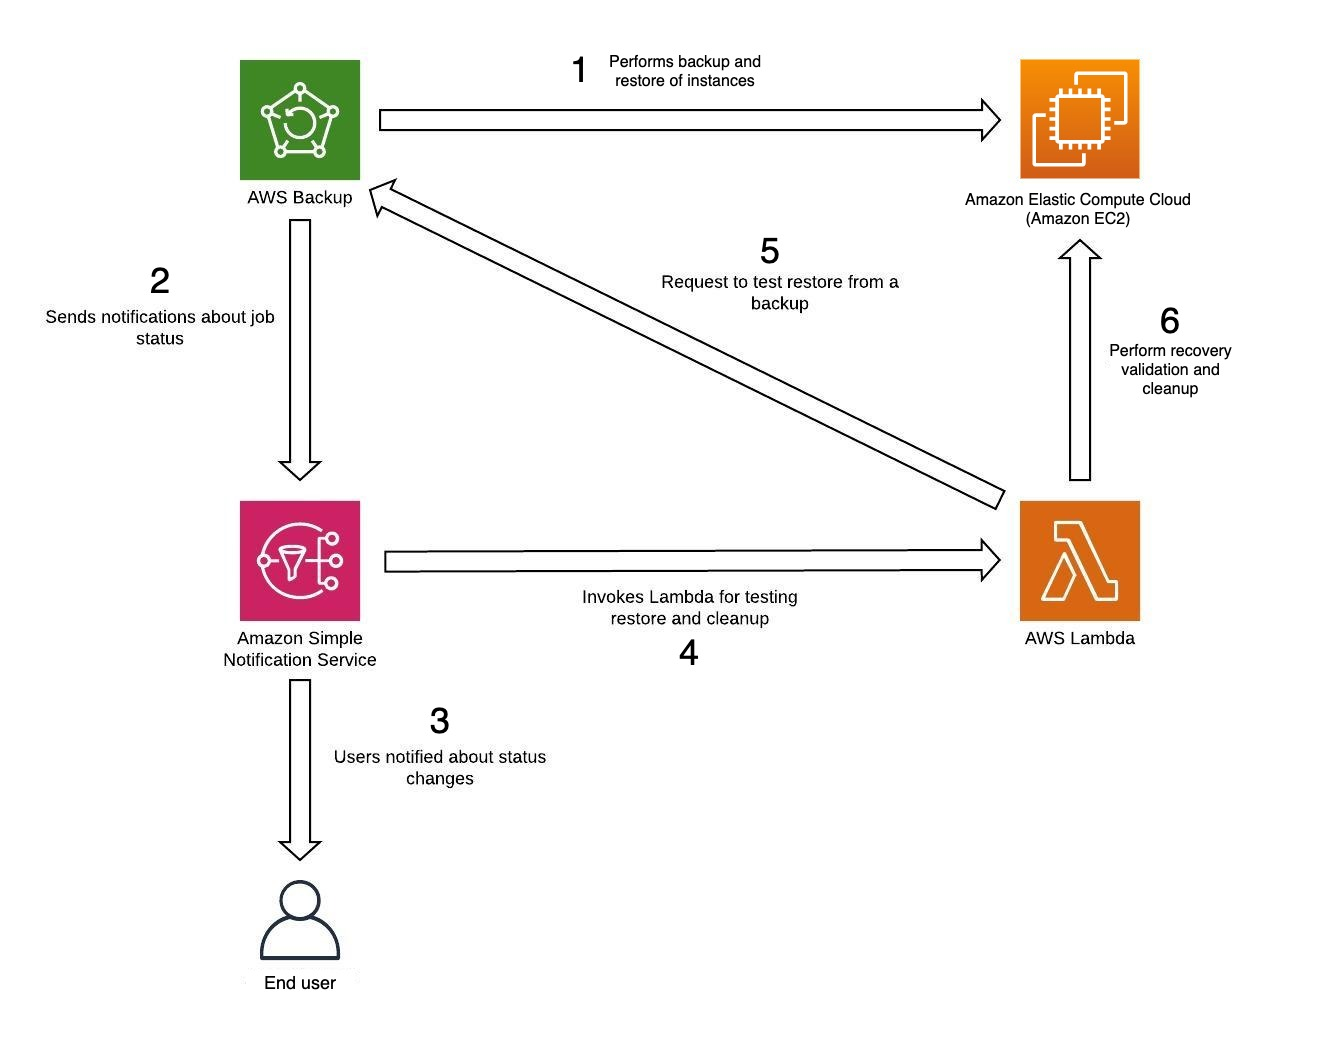 1
Performs backup and
restore of instances
AWS Backup
Amazon Elastic Compute Cloud
(Amazon EC2)
2
Sends notifications about job
status
5
Request to test restore from a
backup
6
Perform recovery
validation and
cleanup
Amazon Simple
Notification Service
Invokes Lambda for testing
restore and cleanup
4
AWS Lambda
3
Users notified about status
changes
End user